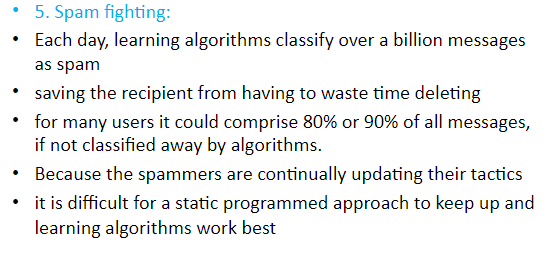 • 5. Spam fighting:
• Each day, learning algorithms classify over a billion messages
as spam
• saving the recipient from having to waste time deleting
• for many users it could comprise 80% or 90% of all messages,
if not classified away by algorithms.
• Because the spammers are continually updating their tactics
• it is difficult for a static programmed approach to keep up and
learning algorithms work best